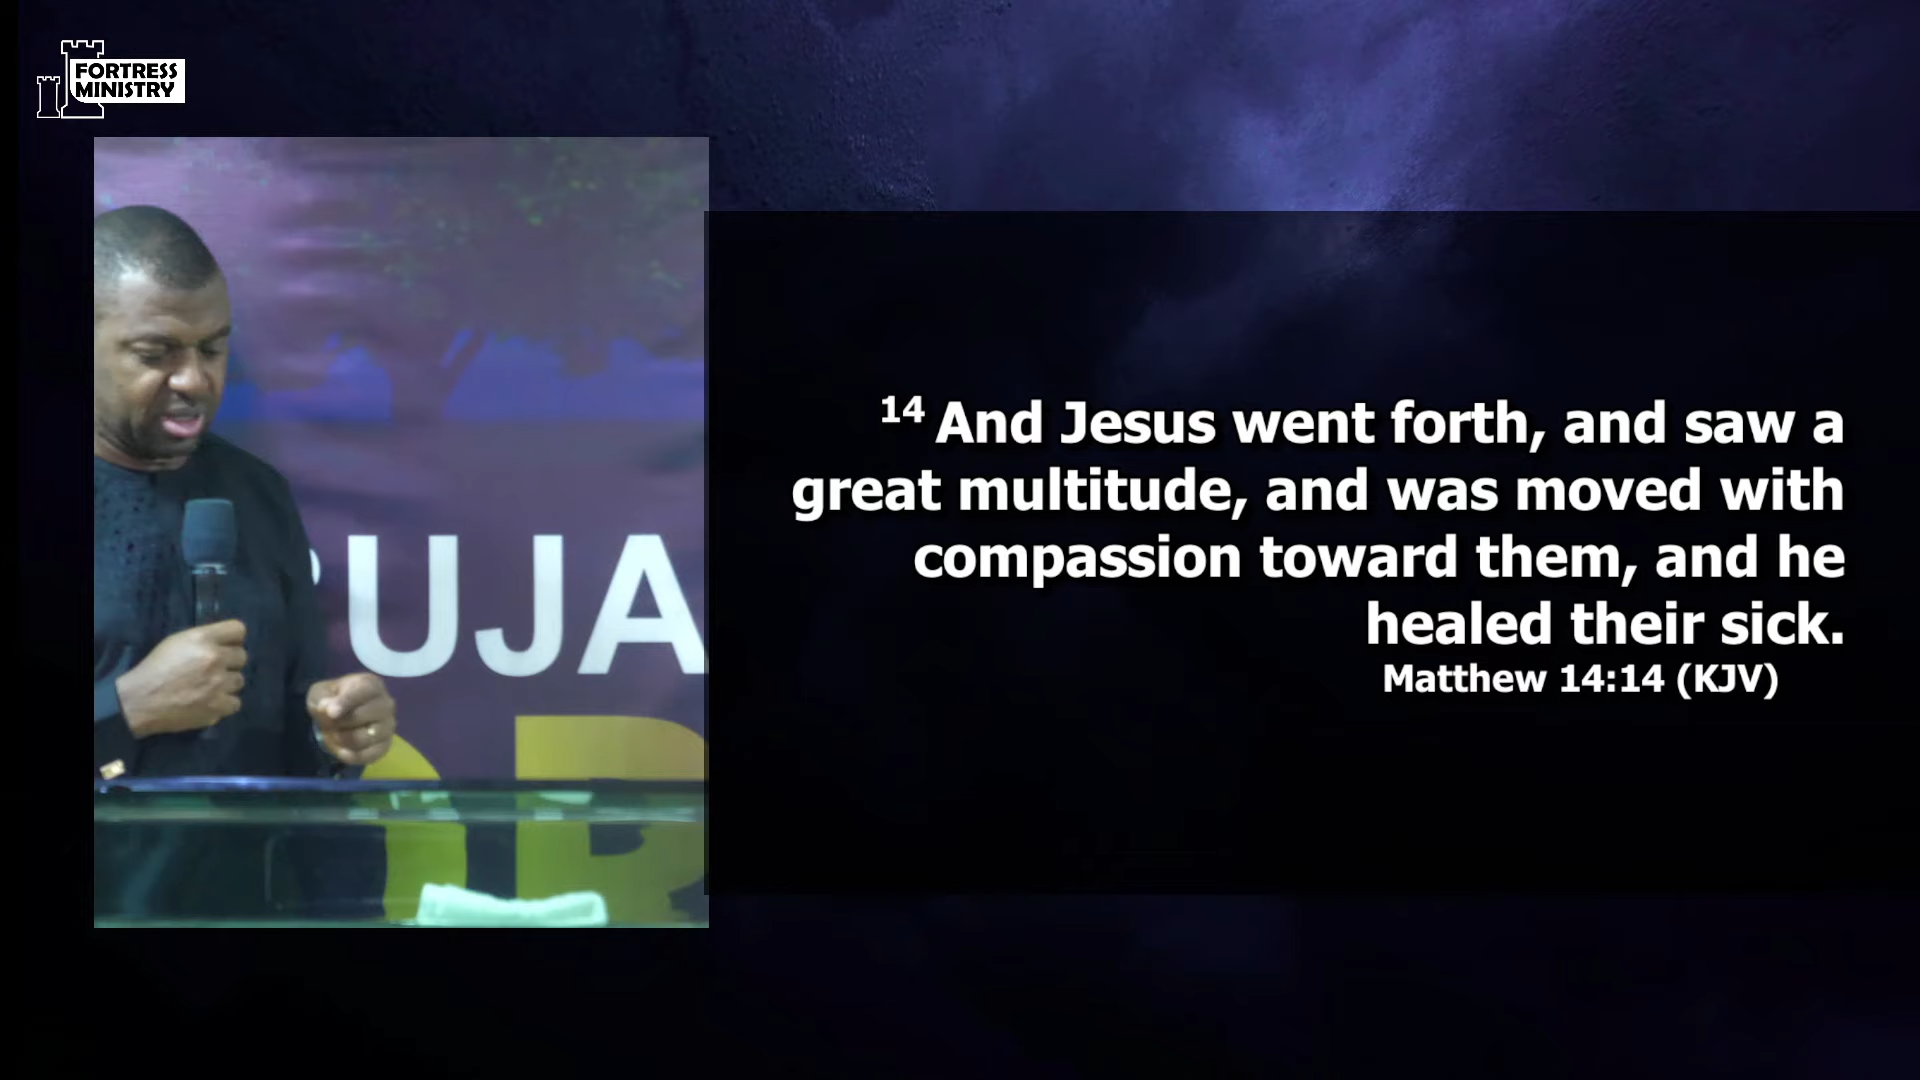 FORTRESS
MINISTRY
UJA
14 And Jesus went forth, and saw a
great multitude, and was moved with
compassion toward them, and he
healed their sick.
Matthew 14:14 (KJV)